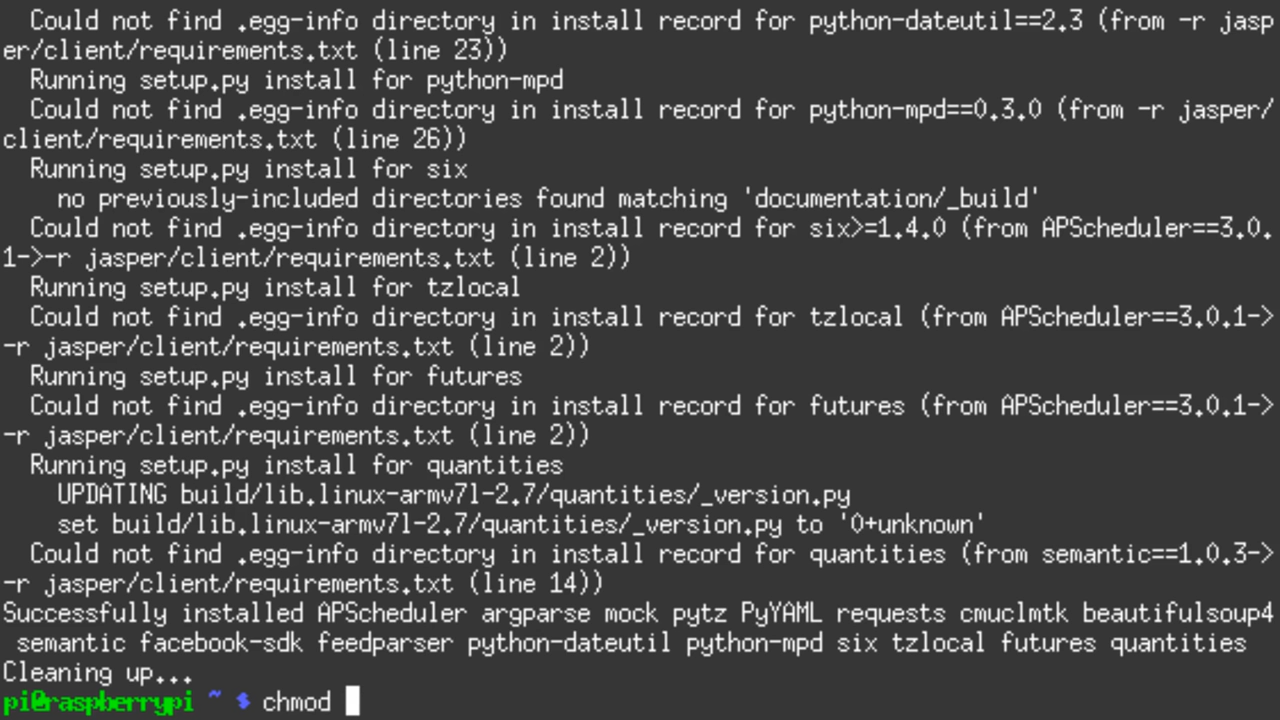 Could not find .egg-info directory in install record for python-dateutil==2.3 (from -r jasp
er/client/requirements.txt (line 23))
Running setup.py install for python-mpd
Could not find .egg-info directory in install record for python-mpd==0.3.0 (from -r jasper/
client/requirements.txt (line 26))
Running setup.py install for six
no previously-included directories found matching 'documentation/_build'
Could not find .egg-info directory in install record for six>=1.4.0 (from APScheduler==3.0.
1->-r jasper/client/requirements.txt (line 2))
Running setup.py install for tzlocal
Could not find .egg-info directory in install record for tzlocal (from APScheduler==3.0.1->
-r jasper/client/requirements.txt (line 2))
Running setup.py install for futures
Could not find .egg-info directory in install record for futures (from APScheduler==3.0.1->
-r jasper/client/requirements.txt (line 2))
Running setup.py install for quantities
UPDATING build/lib.linux-armv7l-2.7/quantities/_version.py
set build/lib.linux-armv7l-2.7/quantities/_version.py to '0+unknown'
Could not find .egg-info directory in install record for quantities (from semantic==1.0.3->
-r jasper/client/requirements.txt (line 14))
Successfully installed APScheduler argparse mock pytz PyYAML requests cmuclmtk beautifulsoup4
semantic facebook-sdk feedparser python-dateutil python-mpd six tzlocal futures quantities
Cleaning up...
pi@raspberrypi ~ $ chmod